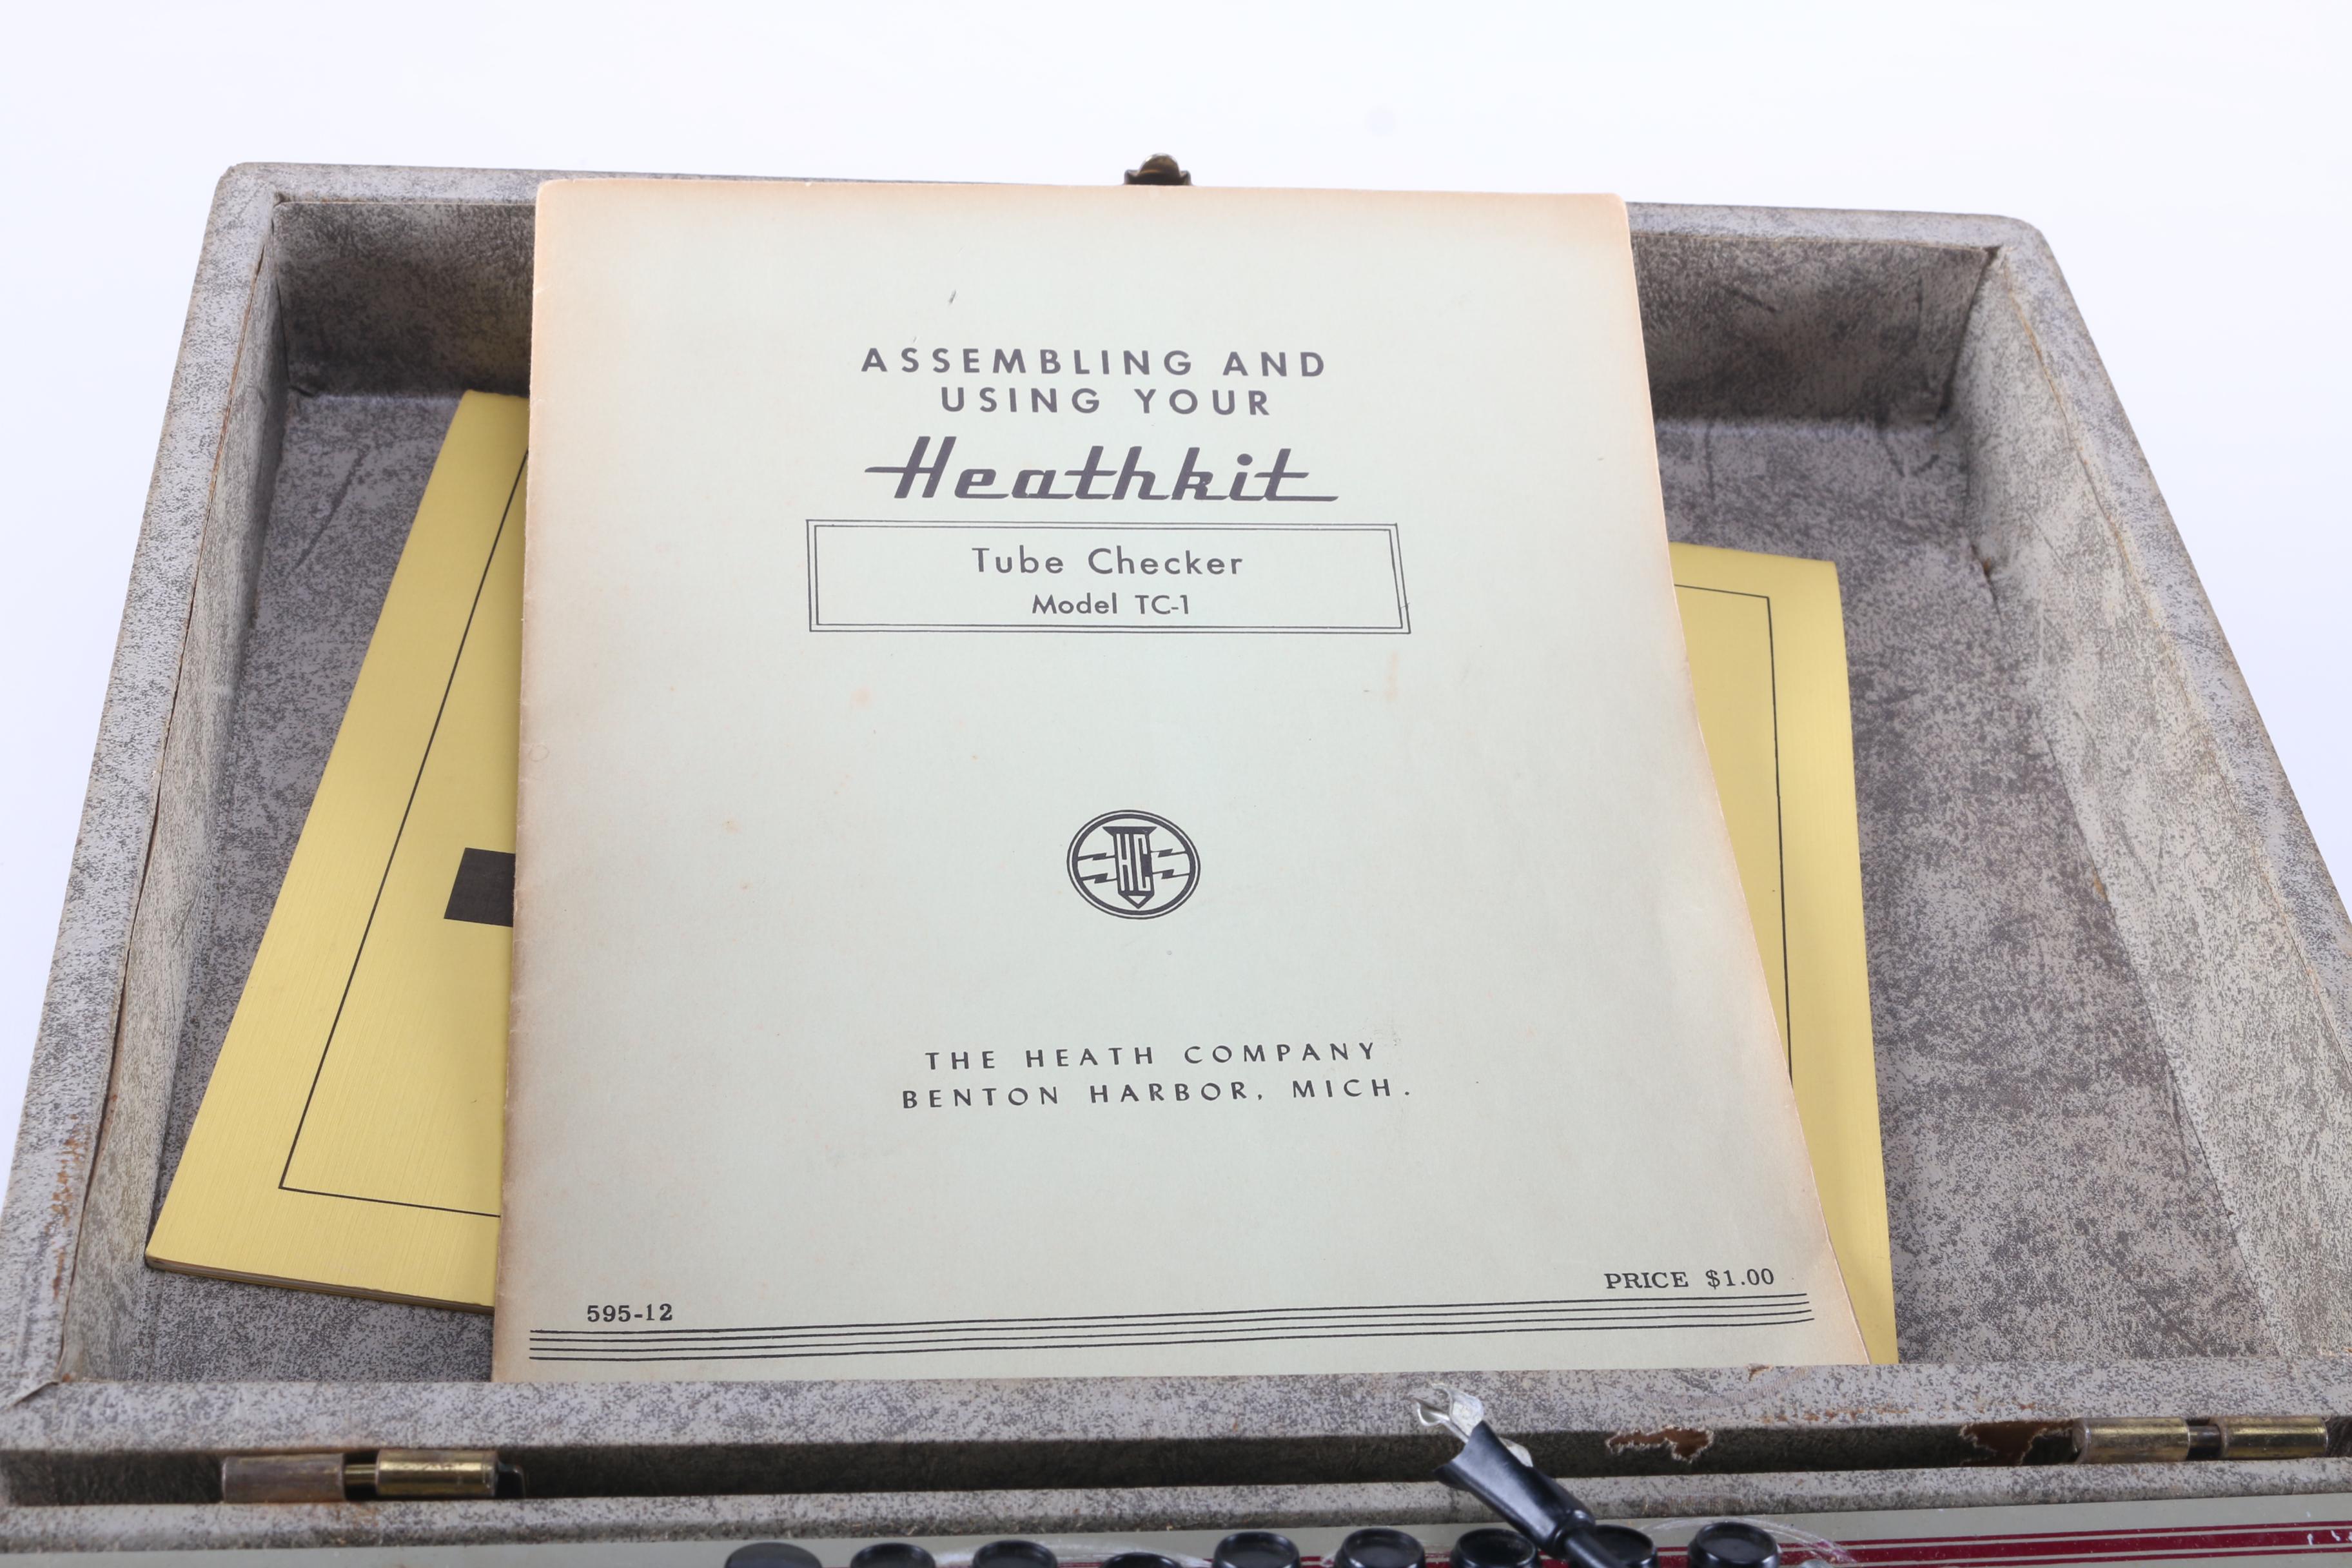 ASSEMBLING AND
USING YOUR
Heathkit
Tube Checker
Model TC-1
HC
THE HEATH COMPANY
BENTON HARBOR, MICH.
PRICE $1.00
595-12